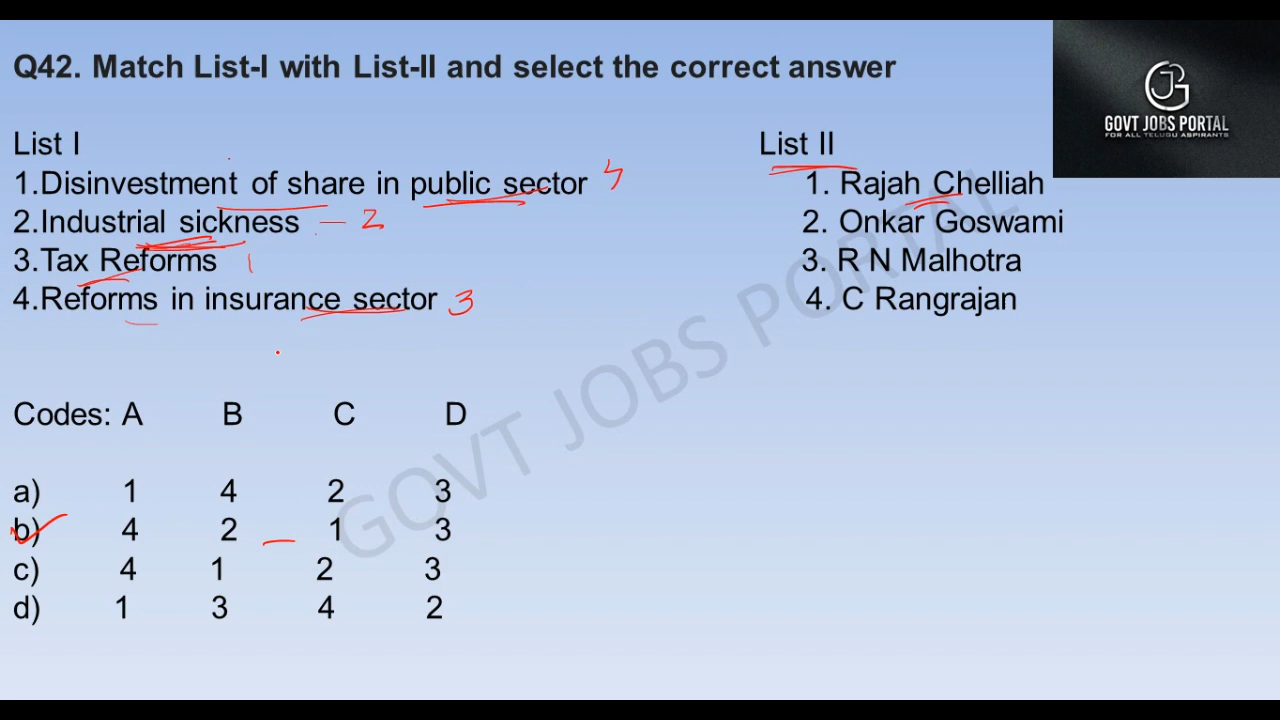 Q42. Match List-I with List-II and select the correct answer
GOVT JOBS PORTAL
FOR ALL TELUGU ASPIRANTS
List I List II
1.Disinvestment of share in public sector 4 1. Rajah Chelliah
2.Industrial sickness - 2 2. Onkar Goswami
3.Tax Reforms 1 3. R N Malhotra
4.Reforms in insurance sector 3 4. C Rangrajan
Codes: A B C D
a) 1 4 2 3
b) 4 2 1 3
c) 4 1 2 3
d) 1 3 4 2
GOVT JOBS PORTAL